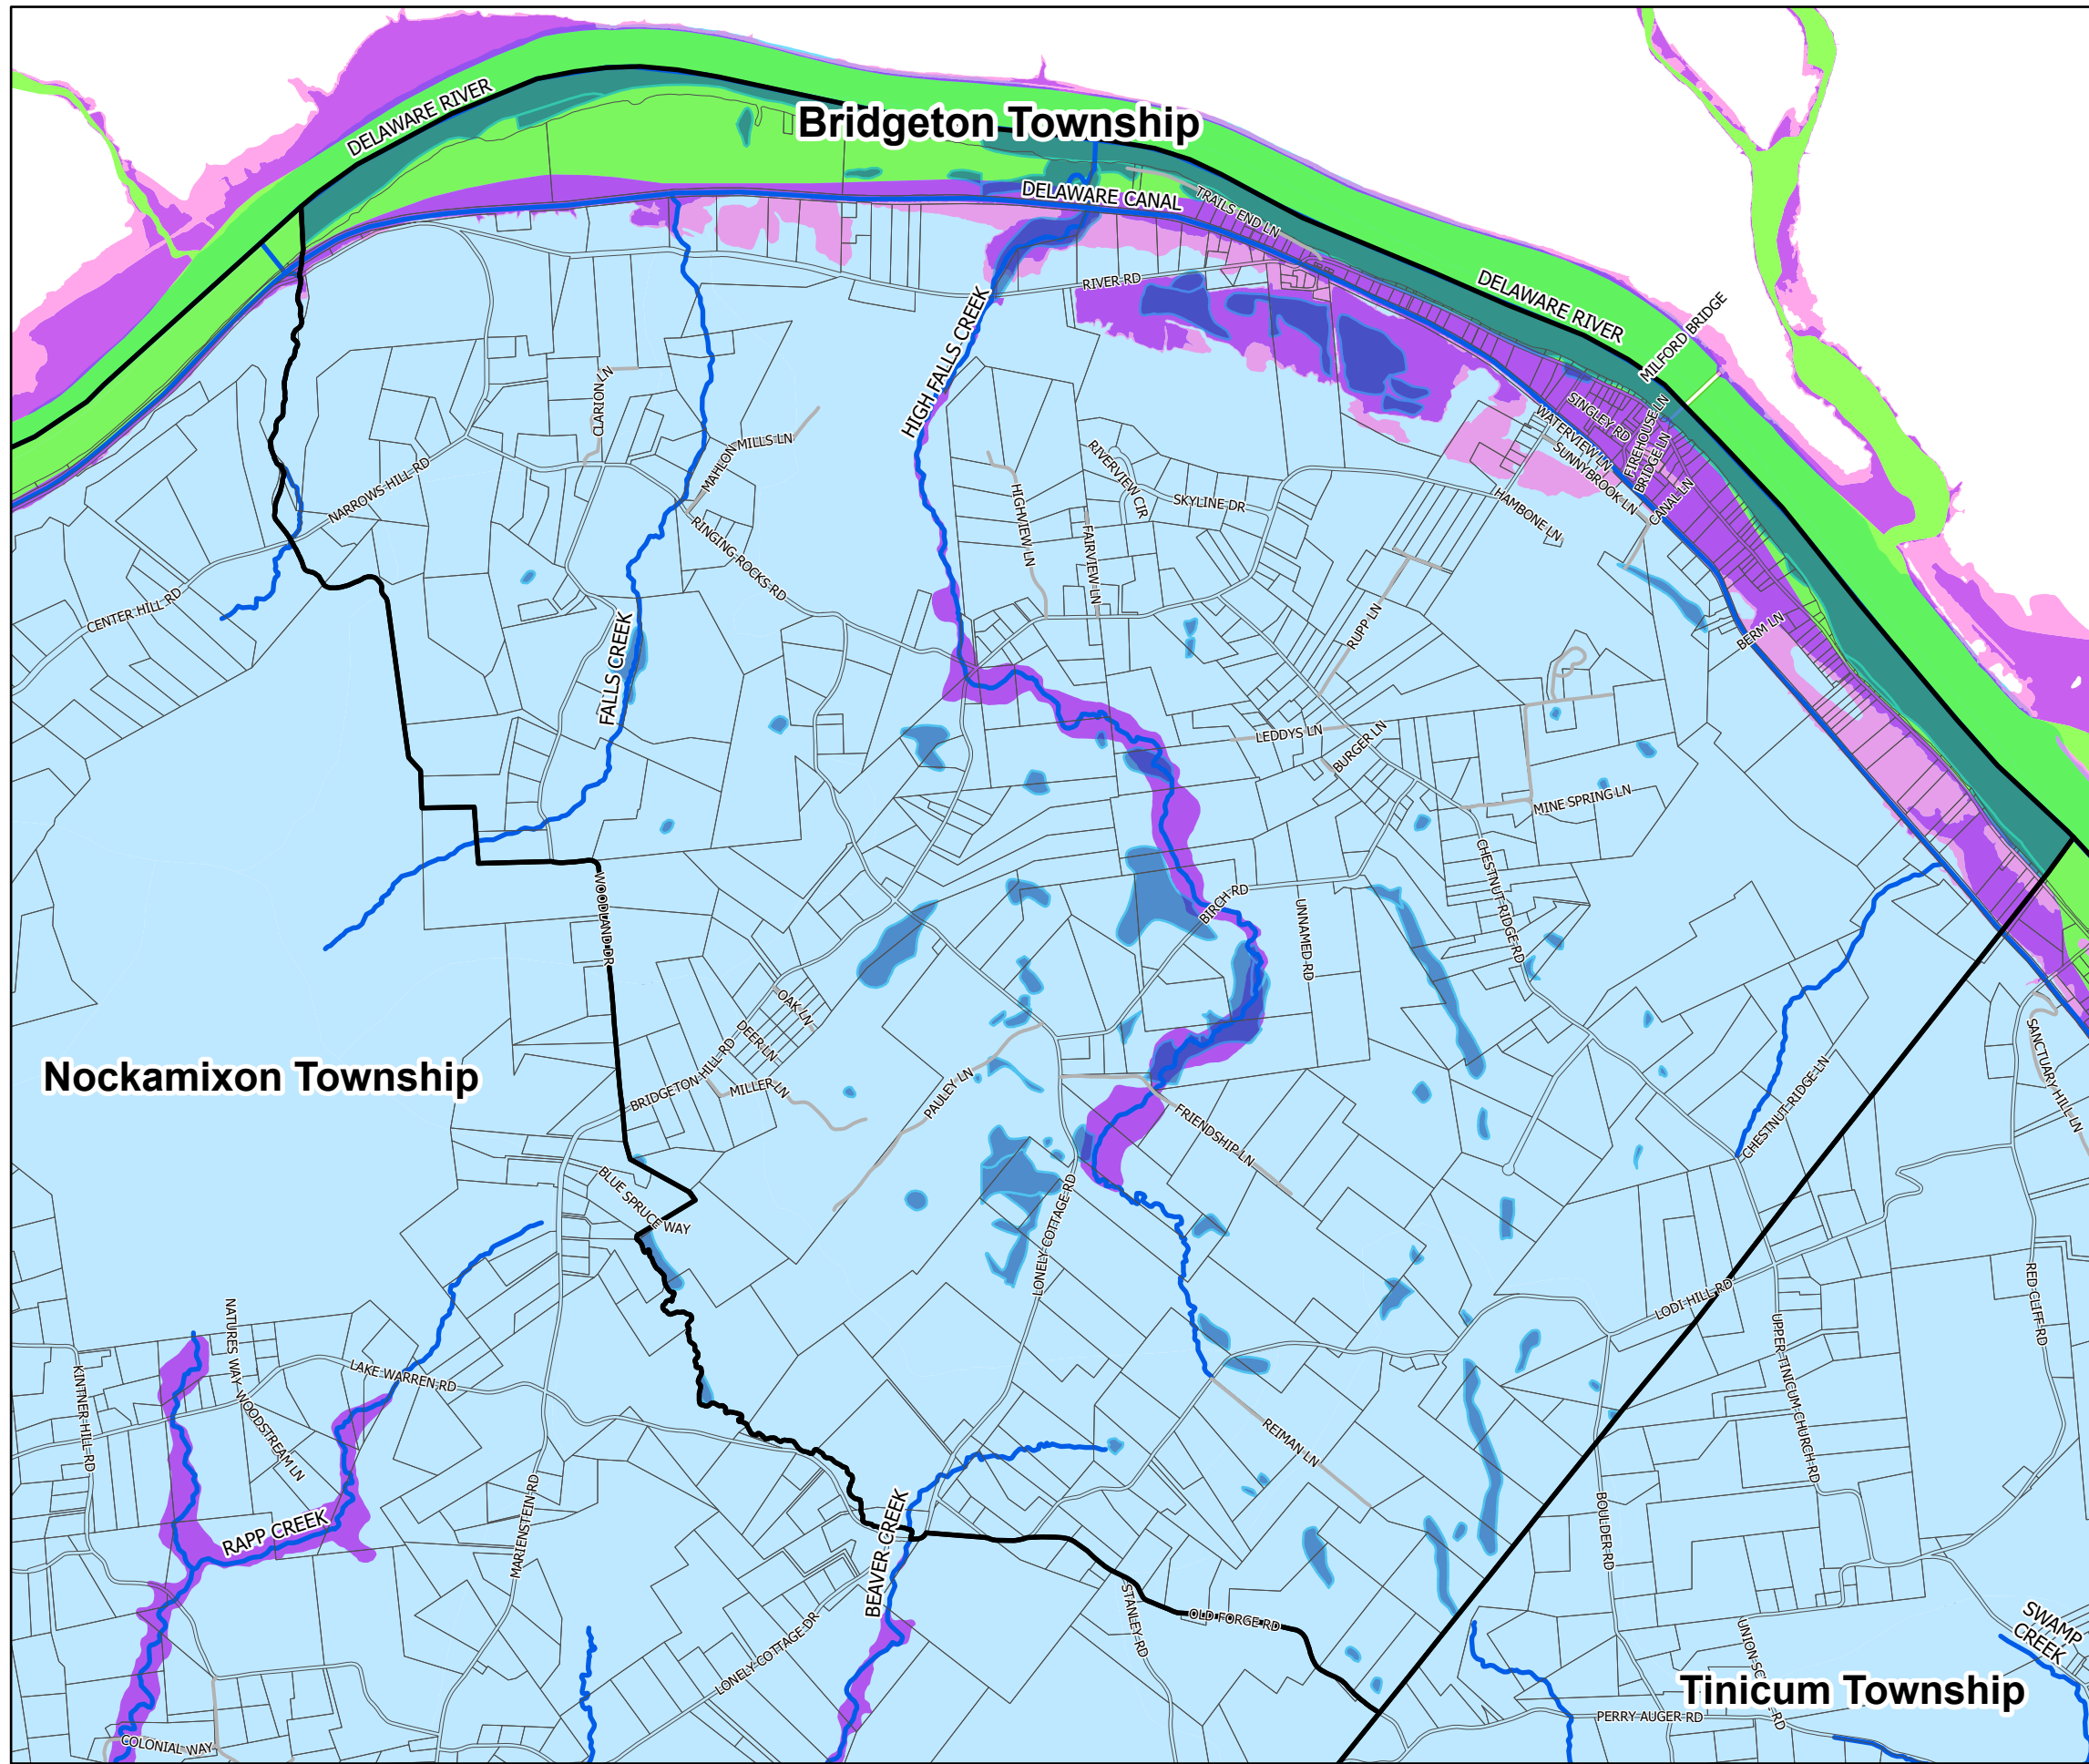 DELAWARE RIVER
Bridgeton Township
DELAWARE CANAL
TRAILS END LN
RIVER RD
DELAWARE RIVER
MILFORD BRIDGE
HIGH FALLS CREEK
CLARION LN
MAHLON MILLS LN
NARROWS HILL RD
RIVERVIEW CIR
SKYLINE DR
HIGHVIEW LN
FAIRVIEW LN
SINGLEY RD
FIREHOUSE LN
BRIDGE LN
WATERVIEW LN
SUNNYBROOK LN
CANAL LN
HAMBONE LN
RINGING ROCKS RD
CENTER HILL RD
FALLS CREEK
RUPP LN
BERM LN
LEDDYS LN
BURGER LN
MINE SPRING LN
CHESTNUT RIDGE RD
WOODLAND DR
BIRCH RD
UNNAMED RD
OAK LN
DEER LN
BRIDGETON HILL RD
MILLER LN
PAULEY LN
Nockamixon Township
FRIENDSHIP LN
CHESTNUT RIDGE LN
SANCTUARY HILL LN
BLUE SPRUCE WAY
LONELY COTTAGE RD
LODI HILL RD
RED CLIFF RD
UPPER TINICUM CHURCH RD
NATURES WAY
WOODSTREAM LN
KINTNER HILL RD
LAKE WARREN RD
REIMAN LN
MARIENSTEIN RD
RAPP CREEK
BEAVER CREEK
BOULDER RD
STANLEY RD
OLD FORGE RD
LONELY COTTAGE DR
SWAMP
CREEK
Tinicum Township
PERRY AUGER RD
COLONIAL WAY